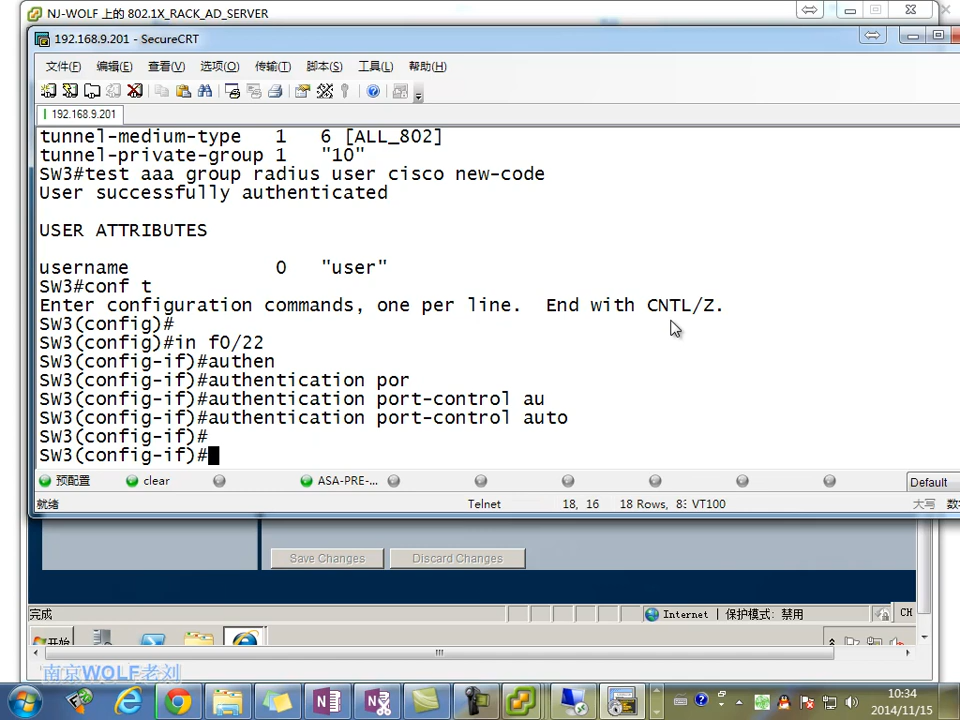 NJ-WOLF 上的 802.1X_RACK_AD_SERVER
192.168.9.201 - SecureCRT
文件(F) 编辑(E) 查看(V) 选项(O) 传输(T) 脚本(S) 工具(L) 帮助(H)
192.168.9.201
tunnel-medium-type 1 6 [ALL_802]
tunnel-private-group 1 "10"
SW3#test aaa group radius user cisco new-code
User successfully authenticated
USER ATTRIBUTES
username 0 "user"
SW3#conf t
Enter configuration commands, one per line. End with CNTL/Z.
SW3(config)#
SW3(config)#in f0/22
SW3(config-if)#authen
SW3(config-if)#authentication por
SW3(config-if)#authentication port-control au
SW3(config-if)#authentication port-control auto
SW3(config-if)#
SW3(config-if)#
预配置 clear ASA-PRE-... Default
就绪 Telnet 18, 16 18 Rows, 8 VT100 大写
Save Changes Discard Changes
完成 Internet | 保护模式: 禁用 CH
开始
南京WOLF老刘
10:34
2014/11/15